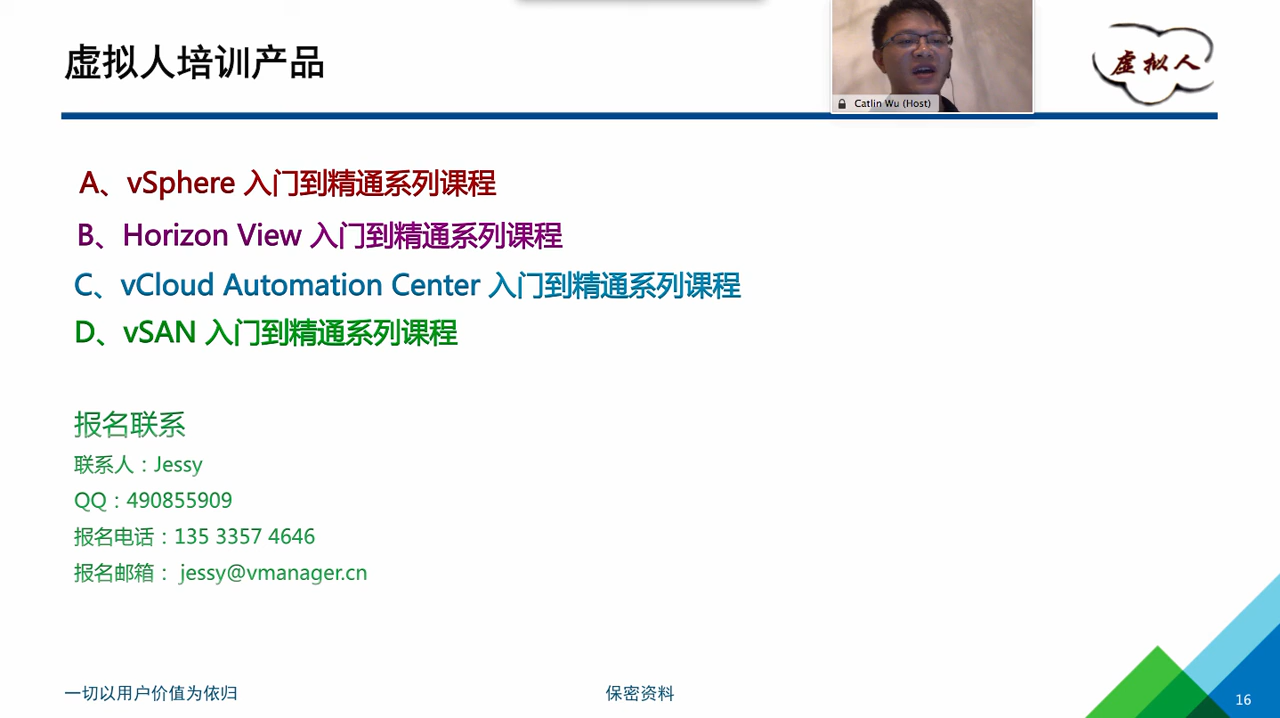 虚拟人培训产品
Catlin Wu (Host)
虚拟人
A、vSphere 入门到精通系列课程
B、Horizon View 入门到精通系列课程
C、vCloud Automation Center 入门到精通系列课程
D、vSAN 入门到精通系列课程
报名联系
联系人：Jessy
QQ：490855909
报名电话：135 3357 4646
报名邮箱： jessy@vmanager.cn
一切以用户价值为依归
保密资料
16